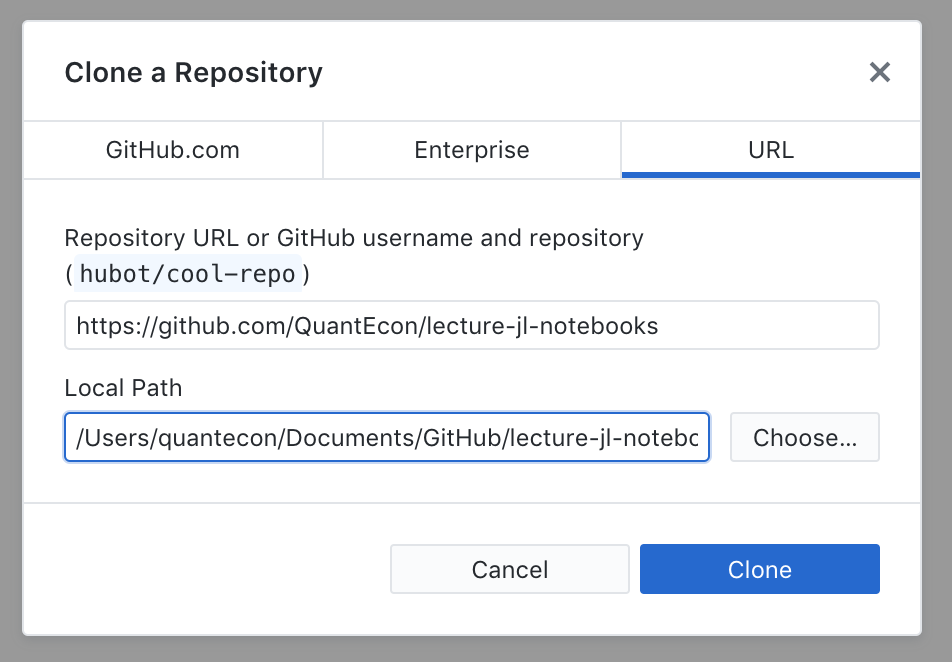 Clone a Repository
GitHub.com Enterprise URL
Repository URL or GitHub username and repository
(hubot/cool-repo)
https://github.com/QuantEcon/lecture-jl-notebooks
Local Path
/Users/quantecon/Documents/GitHub/lecture-jl-notebo
Choose...
Cancel Clone